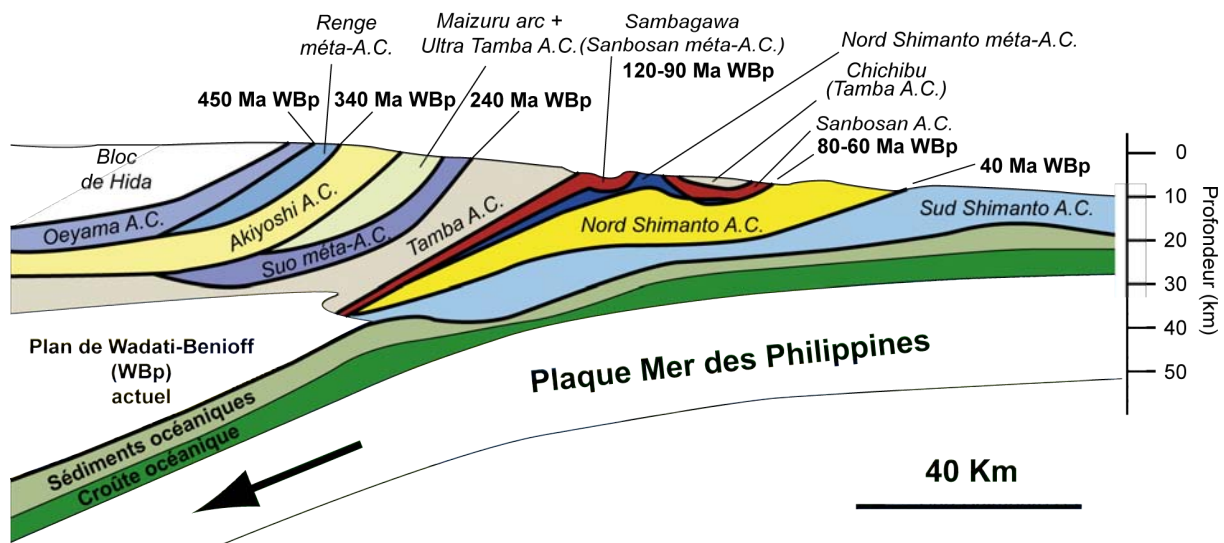 Renge
méta-A.C.
Maizuru arc +
Ultra Tamba A.C.
Sambagawa
(Sanbosan méta-A.C.)
120-90 Ma WBp
Nord Shimanto méta-A.C.
Chichibu
(Tamba A.C.)
Sanbosan A.C.
80-60 Ma WBp
450 Ma WBp
340 Ma WBp
240 Ma WBp
40 Ma WBp
Bloc
de Hida
Oeyama A.C.
Akiyoshi A.C.
Suo méta-A.C.
Tamba A.C.
Nord Shimanto A.C.
Sud Shimanto A.C.
0
10
20
30
40
50
Profondeur (km)
Plan de Wadati-Benioff
(WBp)
actuel
Plaque Mer des Philippines
Sédiments océaniques
Croûte océanique
40 Km